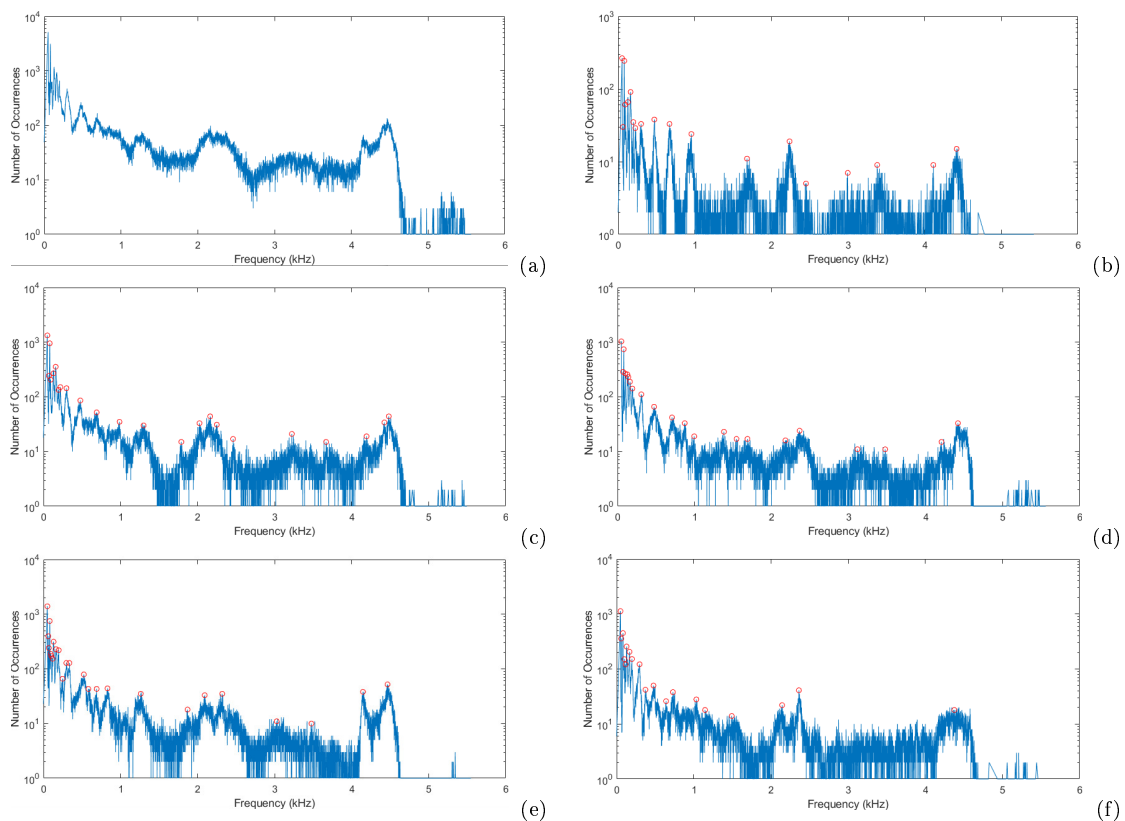 10^4
10^3
10^2
10^1
10^0
Number of Occurrences
0 1 2 3 4 5 6
Frequency (kHz)
(a)
10^3
10^2
10^1
10^0
Number of Occurrences
0 1 2 3 4 5 6
Frequency (kHz)
(b)
10^4
10^3
10^2
10^1
10^0
Number of Occurrences
0 1 2 3 4 5 6
Frequency (kHz)
(c)
10^4
10^3
10^2
10^1
10^0
Number of Occurrences
0 1 2 3 4 5 6
Frequency (kHz)
(d)
10^4
10^3
10^2
10^1
10^0
Number of Occurrences
0 1 2 3 4 5 6
Frequency (kHz)
(e)
10^4
10^3
10^2
10^1
10^0
Number of Occurrences
0 1 2 3 4 5 6
Frequency (kHz)
(f)